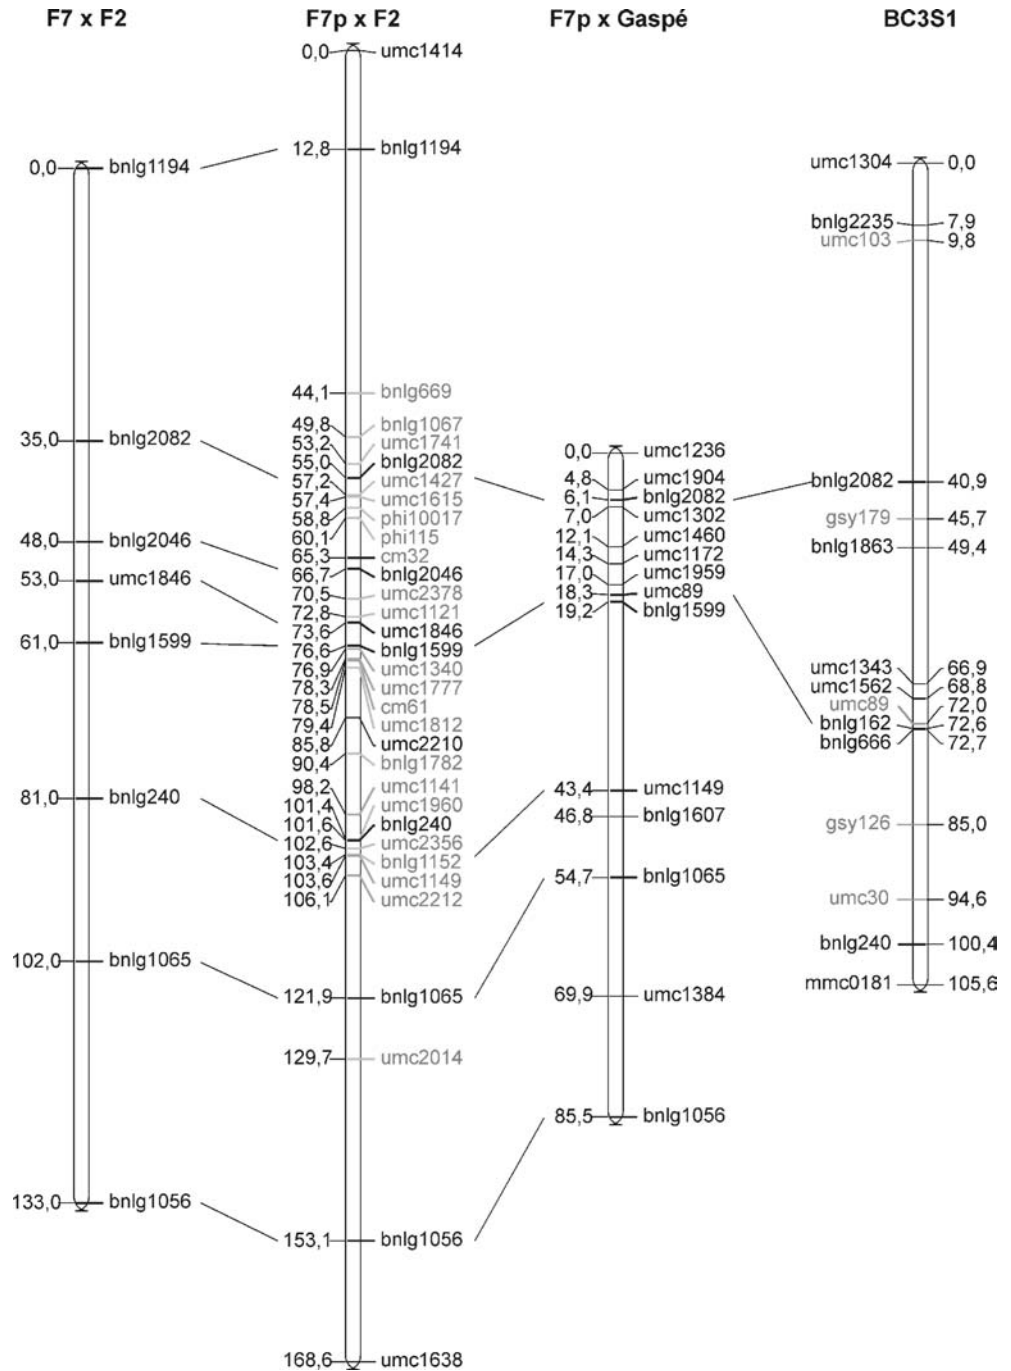 F7 x F2
0,0 bnlg1194
35,0 bnlg2082
48,0 bnlg2046
53,0 umc1846
61,0 bnlg1599
81,0 bnlg240
102,0 bnlg1065
133,0 bnlg1056
F7p x F2
0,0 umc1414
12,8 bnlg1194
44,1 bnlg669
49,8 bnlg1067
53,2 umc1741
55,0 bnlg2082
57,2 umc1427
57,4 umc1615
58,8 phi10017
60,1 phi115
65,3 cm32
66,7 bnlg2046
70,5 umc2378
72,8 umc1121
73,6 umc1846
76,6 bnlg1599
76,9 umc1340
78,3 umc1777
78,5 cm61
79,4 umc1812
85,8 umc2210
90,4 bnlg1782
98,2 umc1141
101,4 umc1960
101,6 bnlg240
102,6 umc2356
103,4 bnlg1152
103,6 umc1149
106,1 umc2212
121,9 bnlg1065
129,7 umc2014
153,1 bnlg1056
168,6 umc1638
F7p x Gaspé
0,0 umc1236
4,8 umc1904
6,1 bnlg2082
7,0 umc1302
12,1 umc1460
14,3 umc1172
17,0 umc1959
18,3 umc89
19,2 bnlg1599
43,4 umc1149
46,8 bnlg1607
54,7 bnlg1065
69,9 umc1384
85,5 bnlg1056
BC3S1
umc1304 0,0
bnlg2235 7,9
umc103 9,8
bnlg2082 40,9
gsy179 45,7
bnlg1863 49,4
umc1343 66,9
umc1562 68,8
umc89 72,0
bnlg162 72,6
bnlg666 72,7
gsy126 85,0
umc30 94,6
bnlg240 100,4
mmc0181 105,6